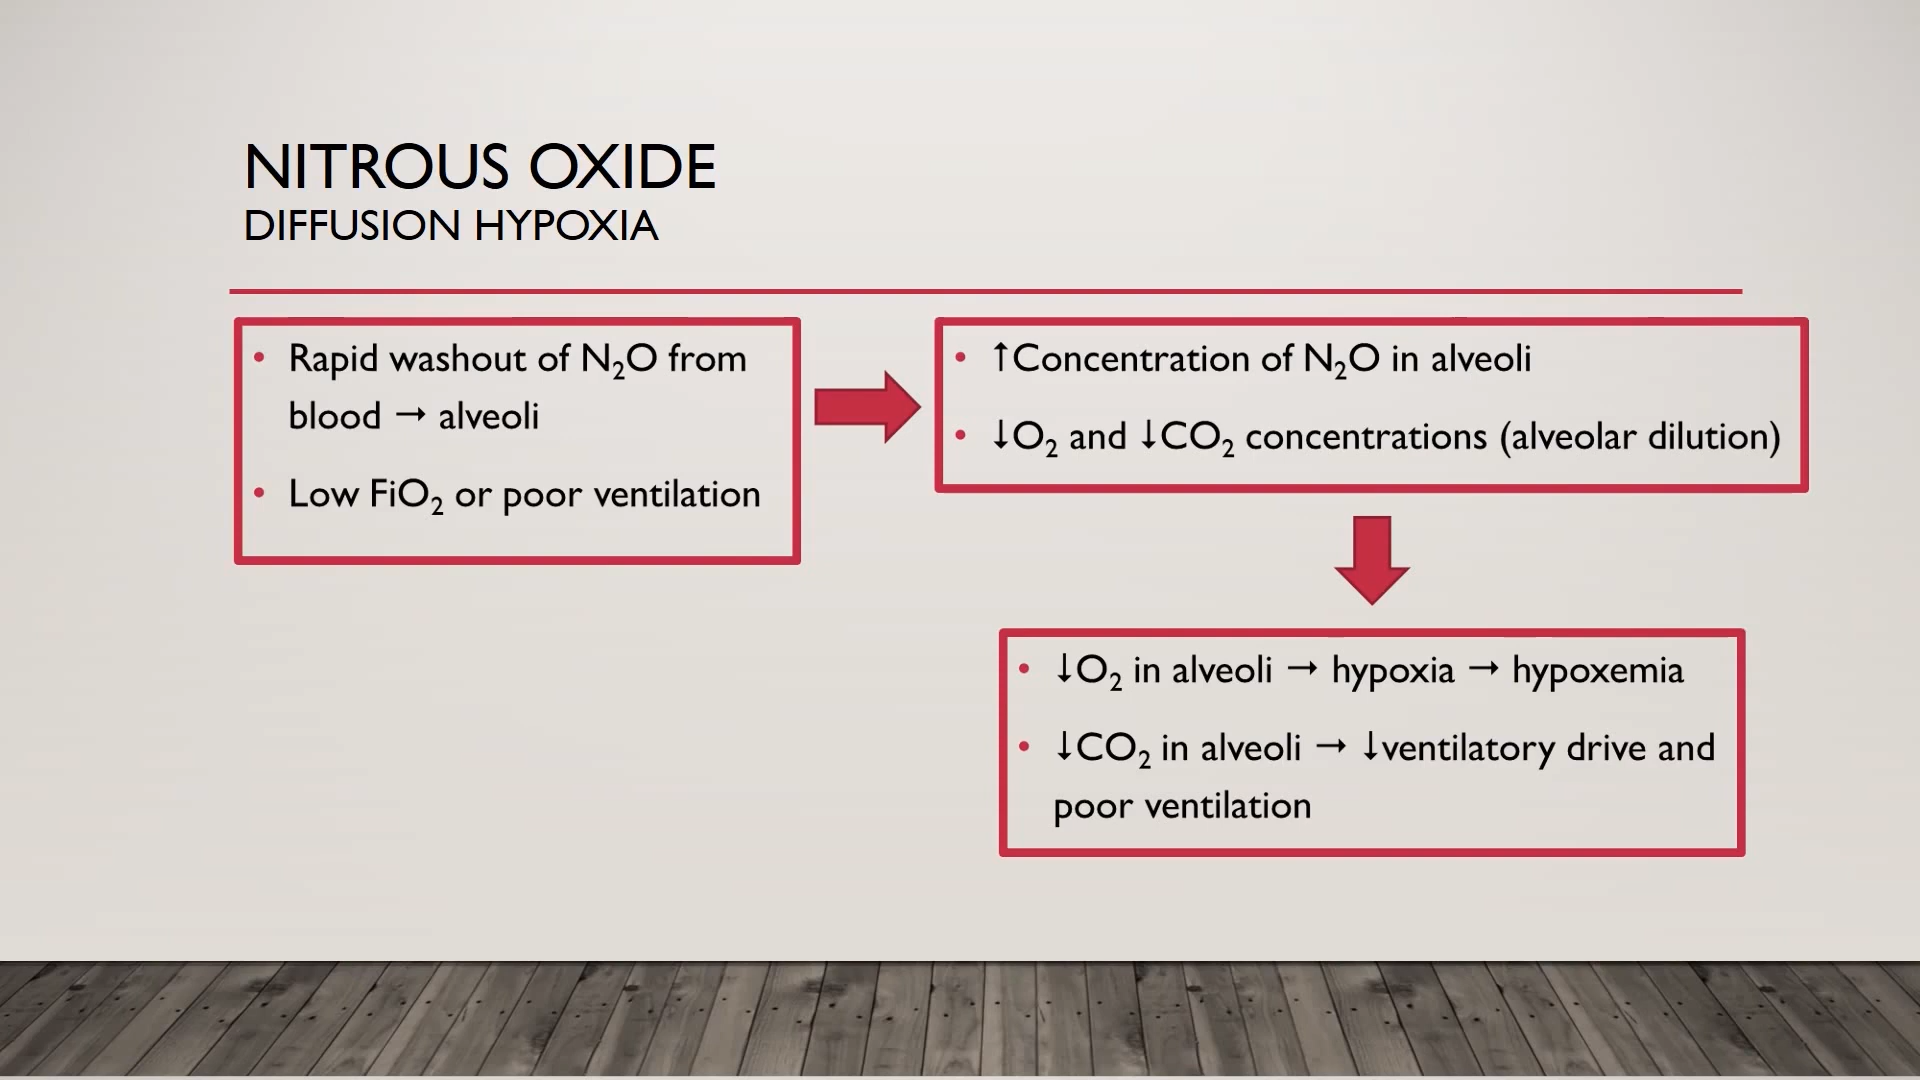 NITROUS OXIDE
DIFFUSION HYPOXIA
• Rapid washout of N₂O from
blood → alveoli
• Low FiO₂ or poor ventilation
• ↑Concentration of N₂O in alveoli
• ↓O₂ and ↓CO₂ concentrations (alveolar dilution)
• ↓O₂ in alveoli → hypoxia → hypoxemia
• ↓CO₂ in alveoli → ↓ventilatory drive and
poor ventilation